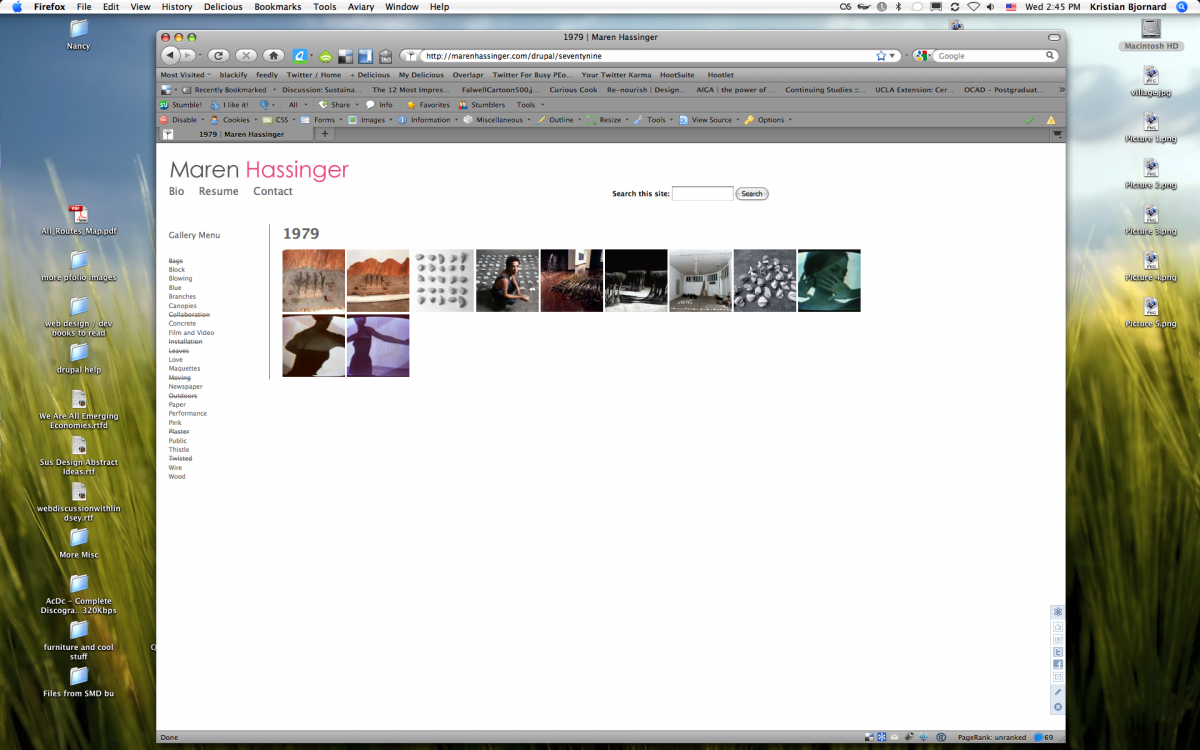 Firefox File Edit View History Delicious Bookmarks Tools Aviary Window Help
Wed 2:45 PM Kristian Bjornard
1979 | Maren Hassinger
http://marenhassinger.com/drupal/seventynine
Google
Most Visited blackify feedly Twitter / Home + Delicious My Delicious Overlapr Twitter For Busy PEo... Your Twitter Karma HootSuite Hootlet
Recently Bookmarked Discussion: Sustaina... The 12 Most Impres... FalwellCartoon500.j... Curious Cook Re-nourish | Design... AIGA | the power of ... Continuing Studies ::... UCLA Extension: Cer... OCAD - Postgraduat...
Stumble! I like it! All Share Info Favorites Stumblers Tools
Disable Cookies CSS Forms Images Information Miscellaneous Outline Resize Tools View Source Options
1979 | Maren Hassinger
Maren Hassinger
Bio Resume Contact
Search this site: Search
Gallery Menu
1979
Bags
Block
Blowing
Blue
Branches
Canopies
Collaboration
Concrete
Film and Video
Installation
Leaves
Love
Maquettes
Moving
Newspaper
Outdoors
Paper
Performance
Pink
Plaster
Public
Thistle
Twisted
Wire
Wood
Done
PageRank: unranked 69
Nancy
All_Routes_Map.pdf
more pfolio images
web design / dev
books to read
drupal help
We Are All Emerging
Economies.rtfd
Sus Design Abstract
Ideas.rtf
webdiscussionwithlin
dsey.rtf
More Misc
AcDc - Complete
Discogra...320Kbps
furniture and cool
stuff
Files from SMD bu
Macintosh HD
village.jpg
Picture 1.png
Picture 2.png
Picture 3.png
Picture 4.png
Picture 5.png